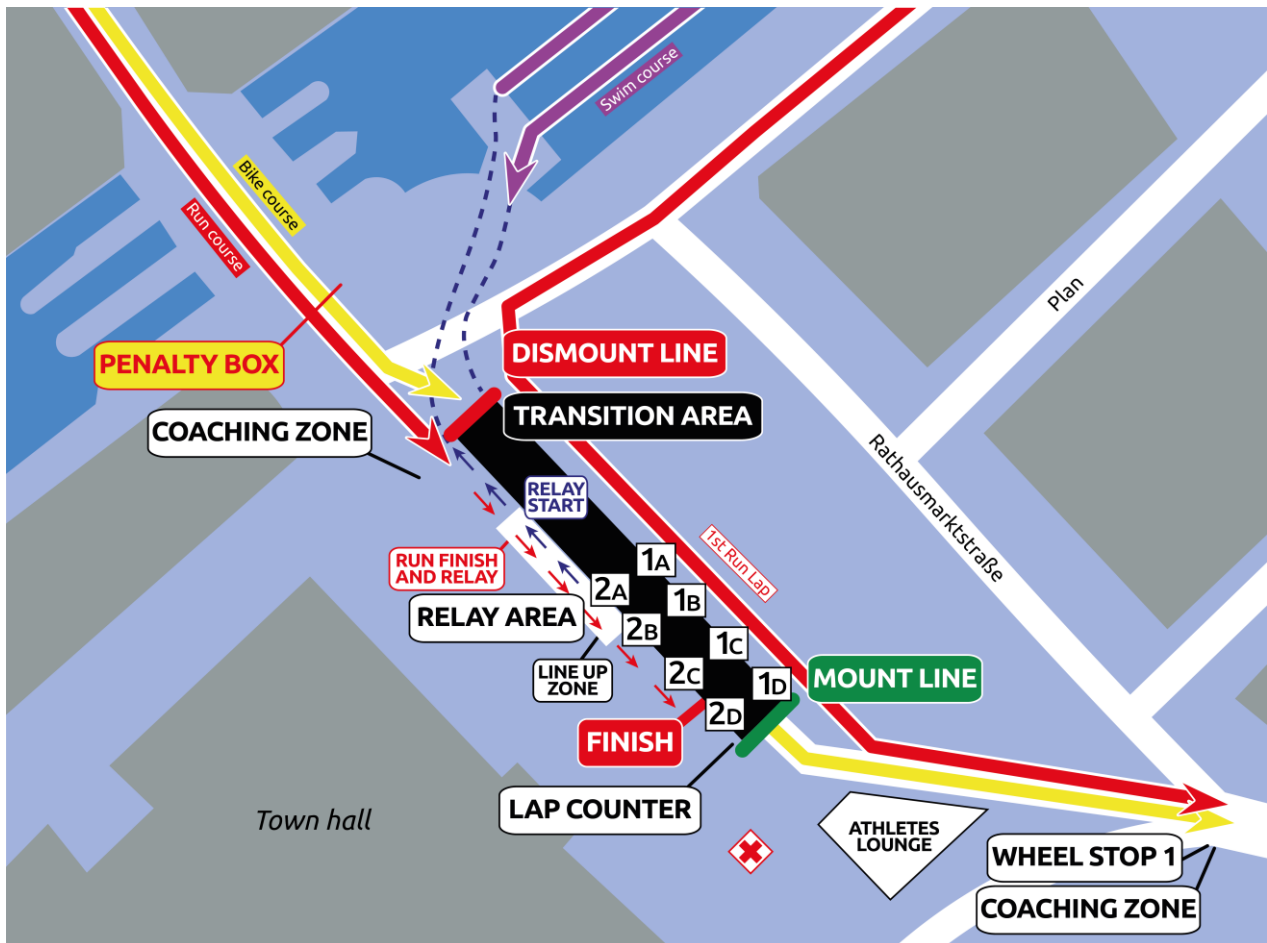 Swim course
Bike course
Run course
Plan
PENALTY BOX
DISMOUNT LINE
TRANSITION AREA
COACHING ZONE
Rathausmarktstraße
RELAY
START
1st Run Lap
RUN FINISH
AND RELAY
1A
2A
1B
RELAY AREA
2B
1C
LINE UP
ZONE
2C
1D
MOUNT LINE
2D
FINISH
LAP COUNTER
Town hall
ATHLETES
LOUNGE
WHEEL STOP 1
COACHING ZONE